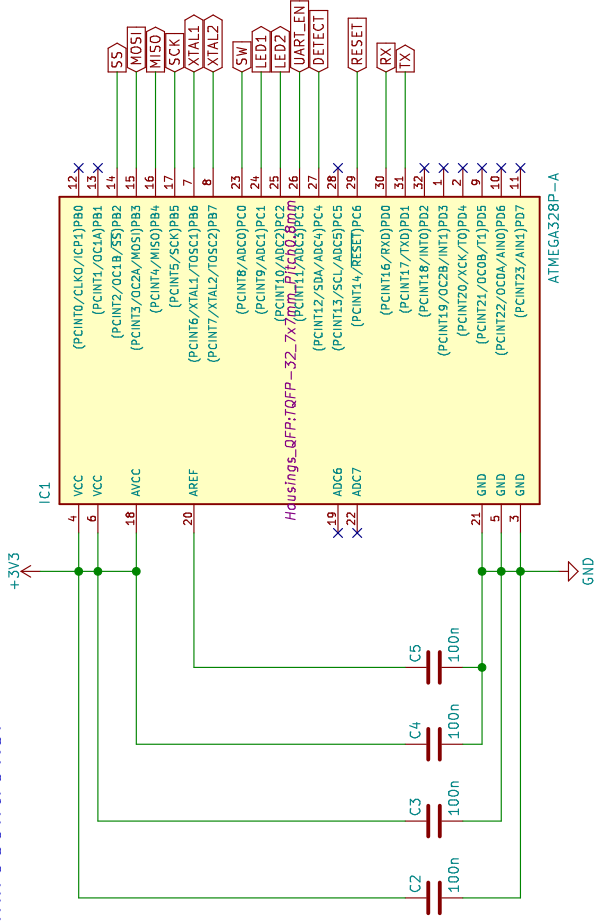 SS
MOSI
MISO
SCK
XTAL1
XTAL2
SW
LED1
LED2
UART_EN
DETECT
RESET
RX
TX
12
13
14
15
16
17
7
8
23
24
25
26
27
28
29
30
31
32
1
2
9
10
11
(PCINT0/CLKO/ICP1)PB0
(PCINT1/OC1A)PB1
(PCINT2/OC1B/SS)PB2
(PCINT3/OC2A/MOSI)PB3
(PCINT4/MISO)PB4
(PCINT5/SCK)PB5
(PCINT6/XTAL1/TOSC1)PB6
(PCINT7/XTAL2/TOSC2)PB7
(PCINT8/ADC0)PC0
(PCINT9/ADC1)PC1
(PCINT10/ADC2)PC2
(PCINT11/ADC3)PC3
(PCINT12/SDA/ADC4)PC4
(PCINT13/SCL/ADC5)PC5
(PCINT14/RESET)PC6
(PCINT16/RXD)PD0
(PCINT17/TXD)PD1
(PCINT18/INT0)PD2
(PCINT19/OC2B/INT1)PD3
(PCINT20/XCK/T0)PD4
(PCINT21/OC0B/T1)PD5
(PCINT22/OC0A/AIN0)PD6
(PCINT23/AIN1)PD7
ATMEGA328P-A
Housings_QFP:TQFP-32_7x7mm_Pitch0.8mm
IC1
VCC
VCC
AVCC
AREF
ADC6
ADC7
GND
GND
GND
4
6
18
20
19
22
21
5
3
+3V3
GND
C5
100n
C4
100n
C3
100n
C2
100n